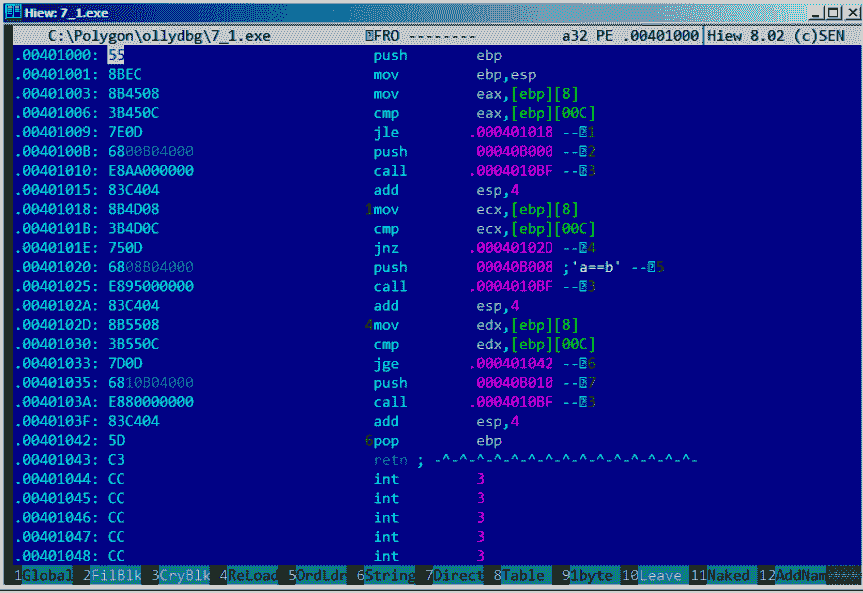 Hiew: 7_1.exe
C:\Polygon\ollydbg\7_1.exe FRO -------- a32 PE .00401000 Hiew 8.02 (c)SEN
.00401000: 55 push ebp
.00401001: 8BEC mov ebp,esp
.00401003: 8B4508 mov eax,[ebp][8]
.00401006: 3B450C cmp eax,[ebp][00C]
.00401009: 7E0D jle .000401018 --1
.0040100B: 6800B04000 push 00040B000 --2
.00401010: E8AA000000 call .0004010BF --3
.00401015: 83C404 add esp,4
.00401018: 8B4D08 1mov ecx,[ebp][8]
.0040101B: 3B4D0C cmp ecx,[ebp][00C]
.0040101E: 750D jnz .00040102D --4
.00401020: 6808B04000 push 00040B008 ;'a==b' --5
.00401025: E895000000 call .0004010BF --3
.0040102A: 83C404 add esp,4
.0040102D: 8B5508 4mov edx,[ebp][8]
.00401030: 3B550C cmp edx,[ebp][00C]
.00401033: 7D0D jge .000401042 --6
.00401035: 6810B04000 push 00040B010 --7
.0040103A: E880000000 call .0004010BF --3
.0040103F: 83C404 add esp,4
.00401042: 5D 6pop ebp
.00401043: C3 retn ; -^-^-^-^-^-^-^-^-^-^-^-^-^-^-^-^-
.00401044: CC int 3
.00401045: CC int 3
.00401046: CC int 3
.00401047: CC int 3
.00401048: CC int 3
1Global 2FilBlk 3CryBlk 4ReLoad 5OrdLdr 6String 7Direct 8Table 91byte 10Leave 11Naked 12AddNam